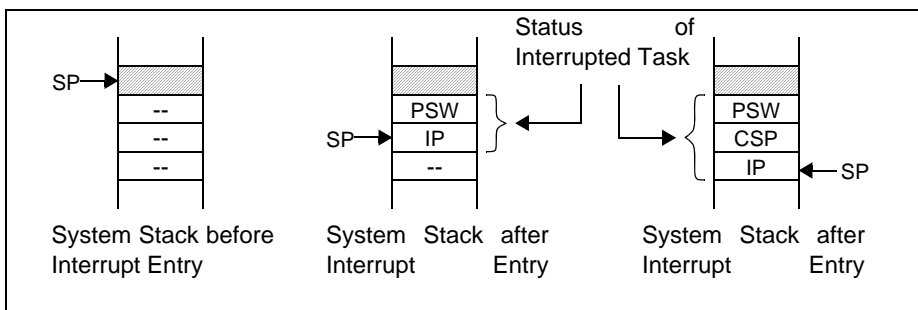 Status of
Interrupted Task
SP
--
--
--
System Stack before
Interrupt Entry
PSW
SP
IP
--
System Stack after
Interrupt Entry
PSW
CSP
IP
SP
System Stack after
Interrupt Entry